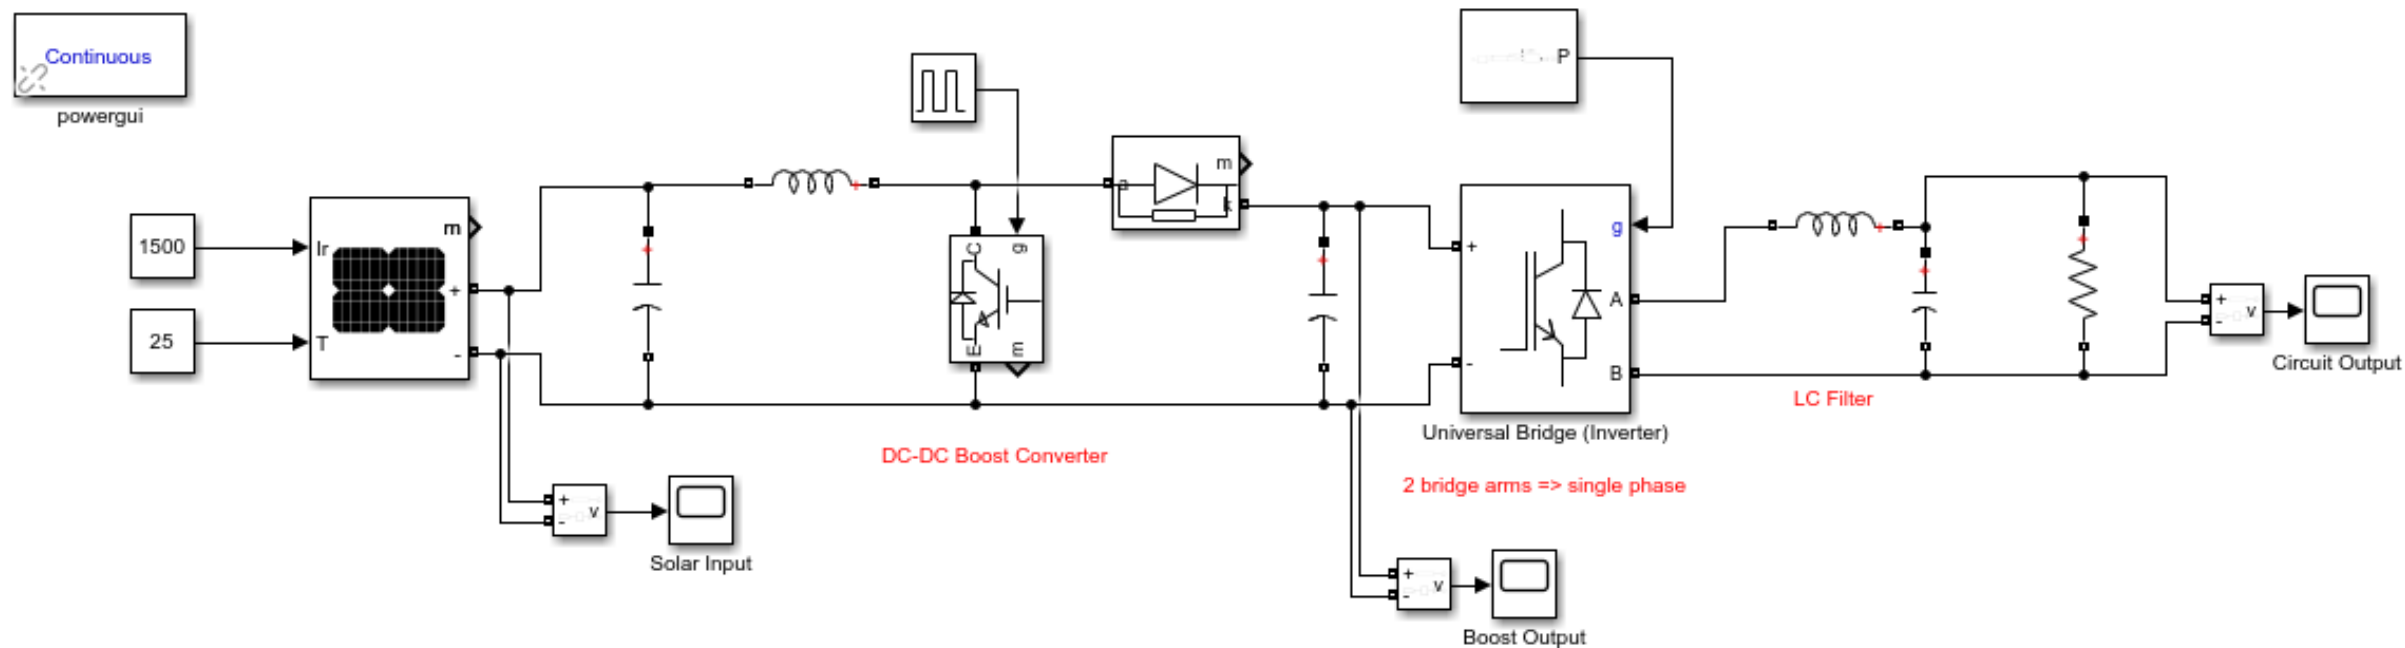 Continuous
powergui
1500
25
Ir
T
m
+
-
+
-
v
Solar Input
C
g
E
m
DC-DC Boost Converter
a
m
k
+
-
v
Boost Output
P
+
-
g
A
B
Universal Bridge (Inverter)
2 bridge arms => single phase
LC Filter
+
-
v
Circuit Output